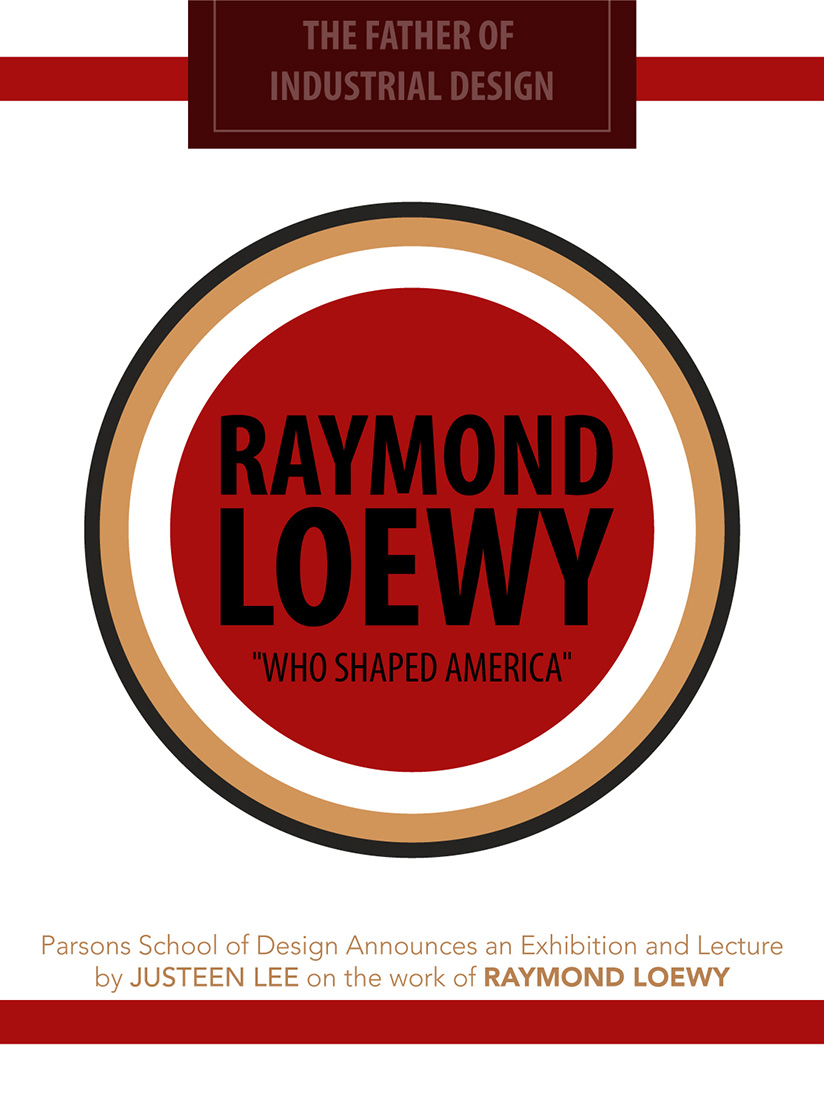 THE FATHER OF
INDUSTRIAL DESIGN
RAYMOND
LOEWY
"WHO SHAPED AMERICA"
Parsons School of Design Announces an Exhibition and Lecture
by JUSTEEN LEE on the work of RAYMOND LOEWY